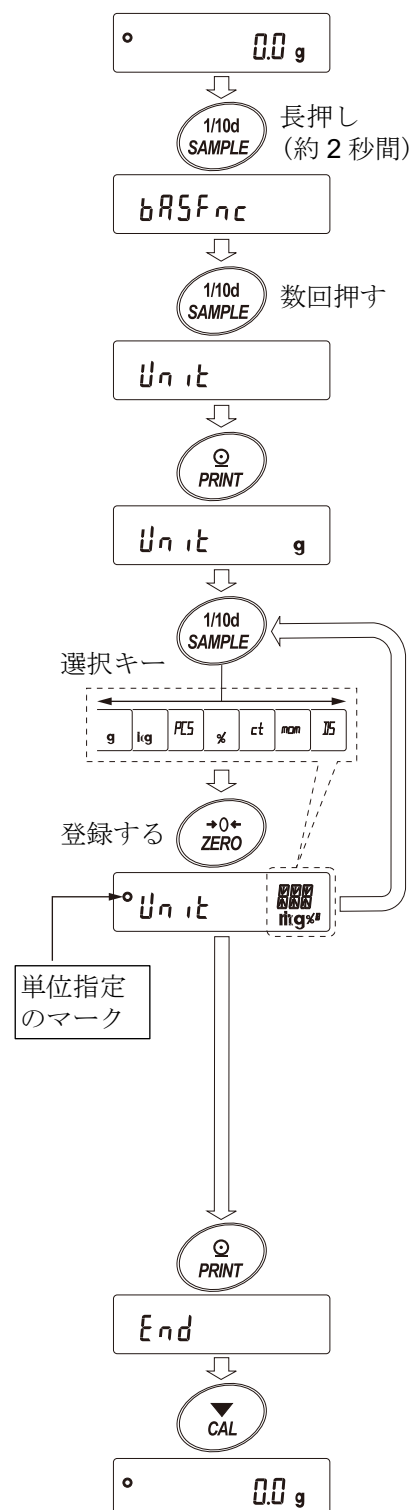 0.0 g
1/10d
SAMPLE
長押し
（約 2 秒間）
bASFnc
1/10d
SAMPLE
数回押す
Unit
PRINT
Unit g
1/10d
SAMPLE
選択キー
g kg PCS % ct mom DS
登録する
→0←
ZERO
Unit
単位指定
のマーク
PRINT
End
CAL
0.0 g